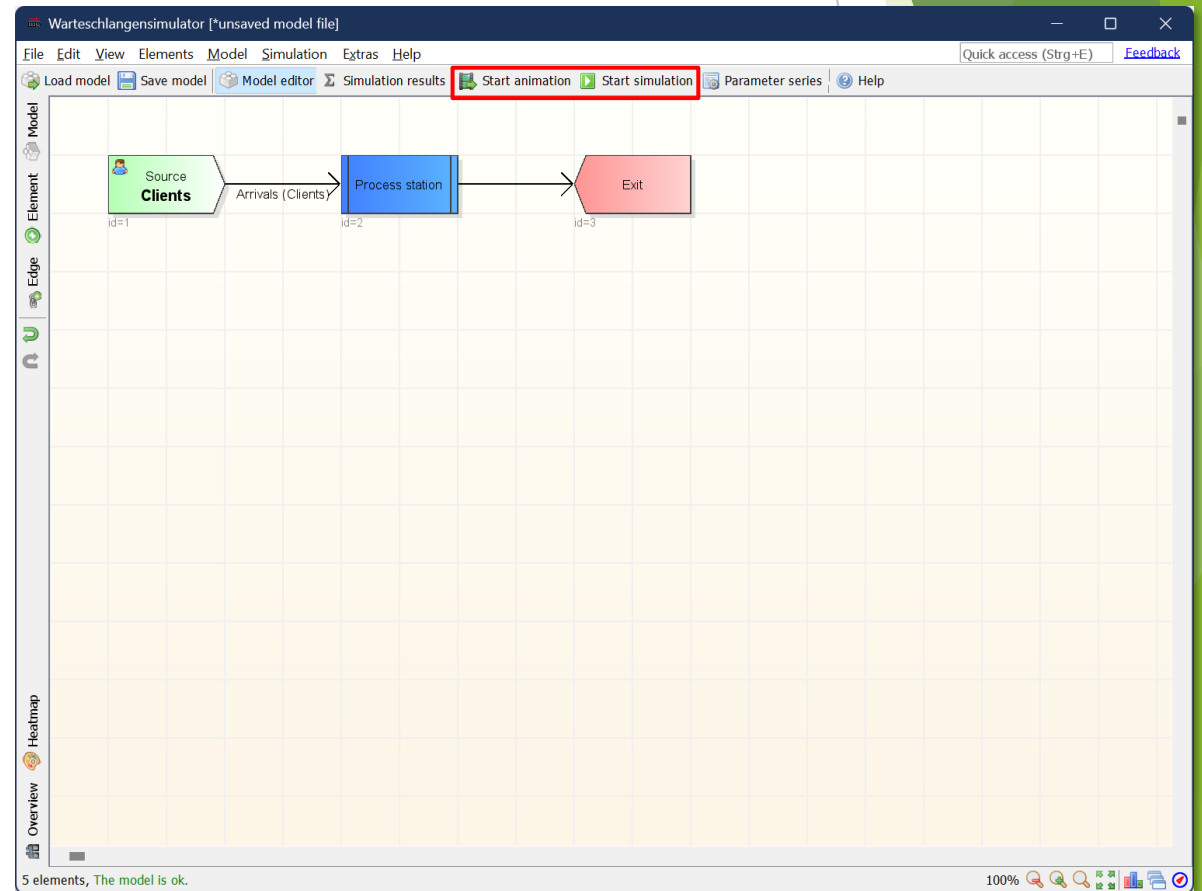 Warteschlangensimulator [*unsaved model file]
File Edit View Elements Model Simulation Extras Help Quick access (Strg+E) Feedback
Load model Save model Model editor Σ Simulation results Start animation Start simulation Parameter series Help
Model
Element
Edge
Source
Clients
id=1
Arrivals (Clients)
Process station
id=2
Exit
id=3
Heatmap
Overview
5 elements, The model is ok. 100%